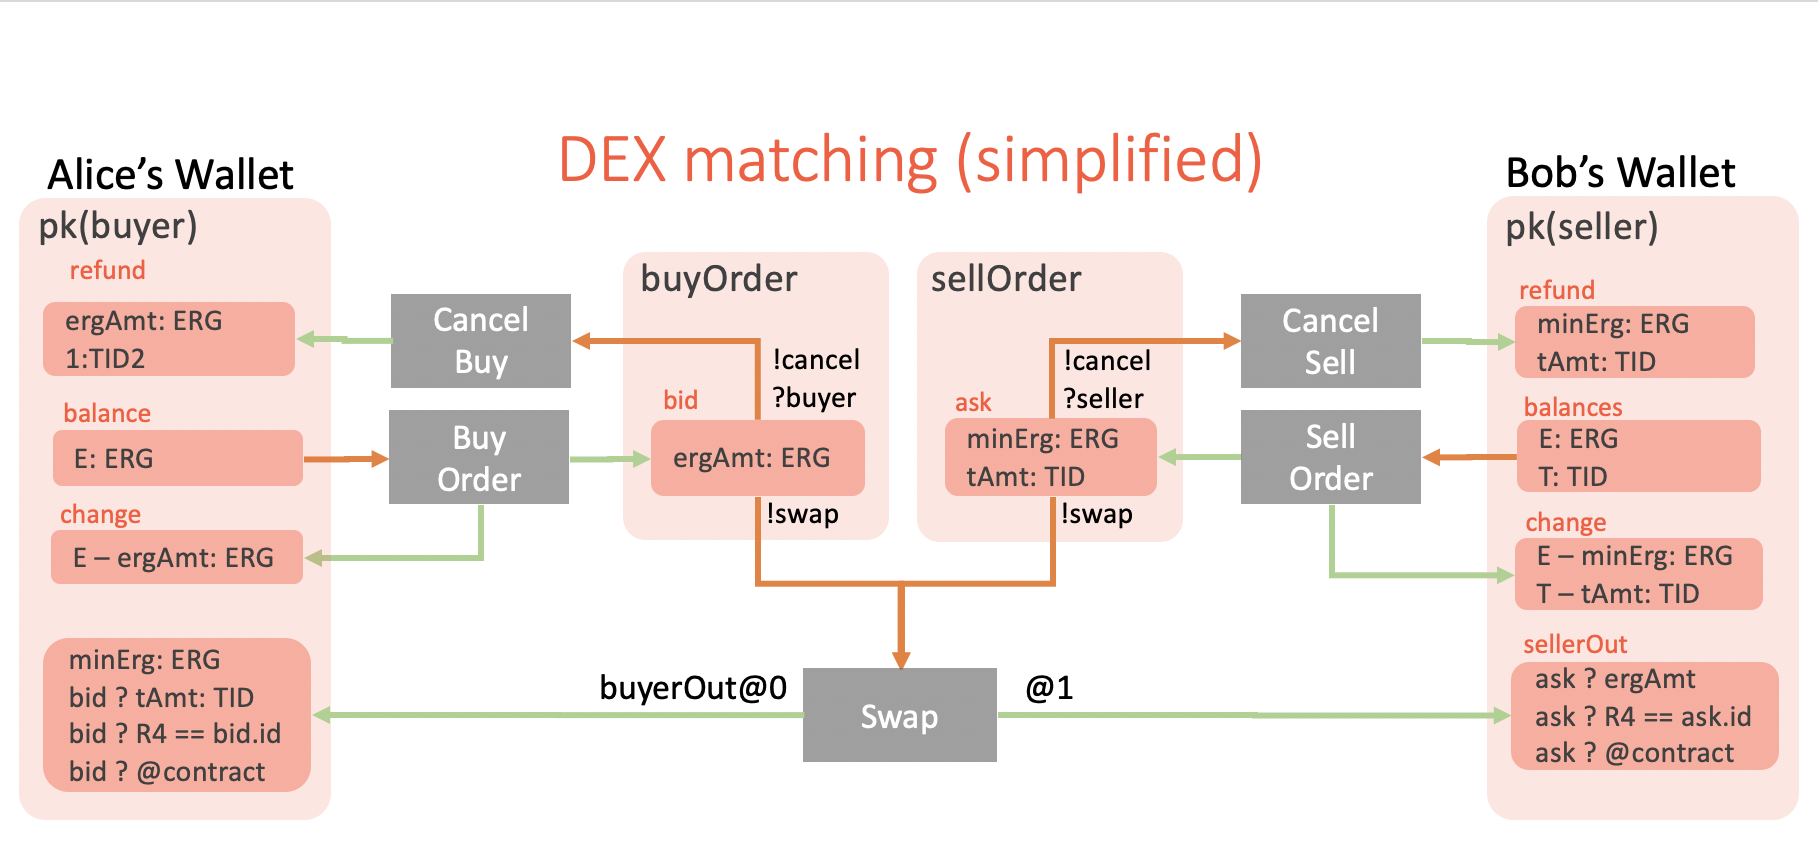 DEX matching (simplified)
Alice’s Wallet
pk(buyer)
refund
ergAmt: ERG
1:TID2
balance
E: ERG
change
E – ergAmt: ERG
minErg: ERG
bid ? tAmt: TID
bid ? R4 == bid.id
bid ? @contract
Cancel
Buy
Buy
Order
buyOrder
!cancel
?buyer
bid
ergAmt: ERG
!swap
sellOrder
!cancel
?seller
ask
minErg: ERG
tAmt: TID
!swap
Cancel
Sell
Sell
Order
buyerOut@0
Swap
@1
Bob’s Wallet
pk(seller)
refund
minErg: ERG
tAmt: TID
balances
E: ERG
T: TID
change
E – minErg: ERG
T – tAmt: TID
sellerOut
ask ? ergAmt
ask ? R4 == ask.id
ask ? @contract